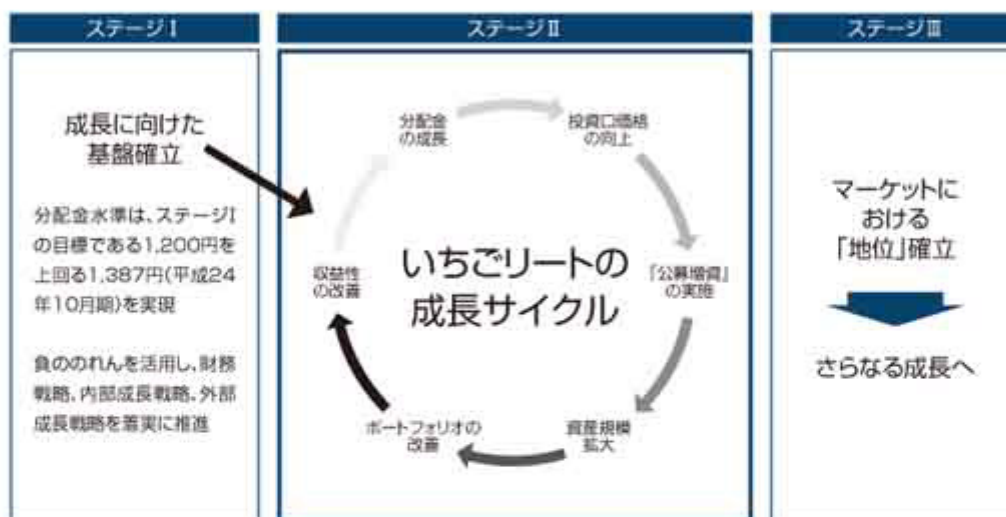 ステージⅠ
成長に向けた
基盤確立
分配金水準は、ステージⅠ
の目標である1,200円を
上回る1,387円(平成24
年10月期)を実現
負ののれんを活用し、財務
戦略、内部成長戦略、外部
成長戦略を着実に推進
ステージⅡ
いちごリートの
成長サイクル
分配金
の成長
投資口価格
の向上
「公募増資」
の実施
資産規模
拡大
ポートフォリオの
改善
収益性
の改善
ステージⅢ
マーケットに
おける
「地位」確立
さらなる成長へ